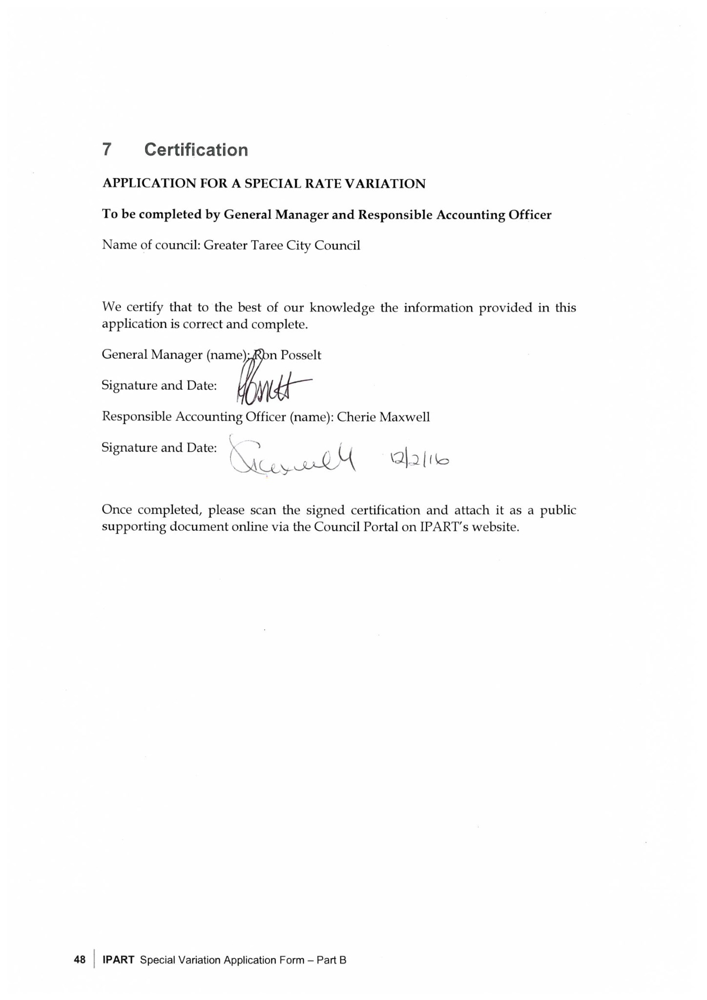 7 Certification
APPLICATION FOR A SPECIAL RATE VARIATION
To be completed by General Manager and Responsible Accounting Officer
Name of council: Greater Taree City Council
We certify that to the best of our knowledge the information provided in this
application is correct and complete.
General Manager (name): Ron Posselt
Signature and Date:
Responsible Accounting Officer (name): Cherie Maxwell
Signature and Date: 12/2/16
Once completed, please scan the signed certification and attach it as a public
supporting document online via the Council Portal on IPART's website.
48 IPART Special Variation Application Form – Part B